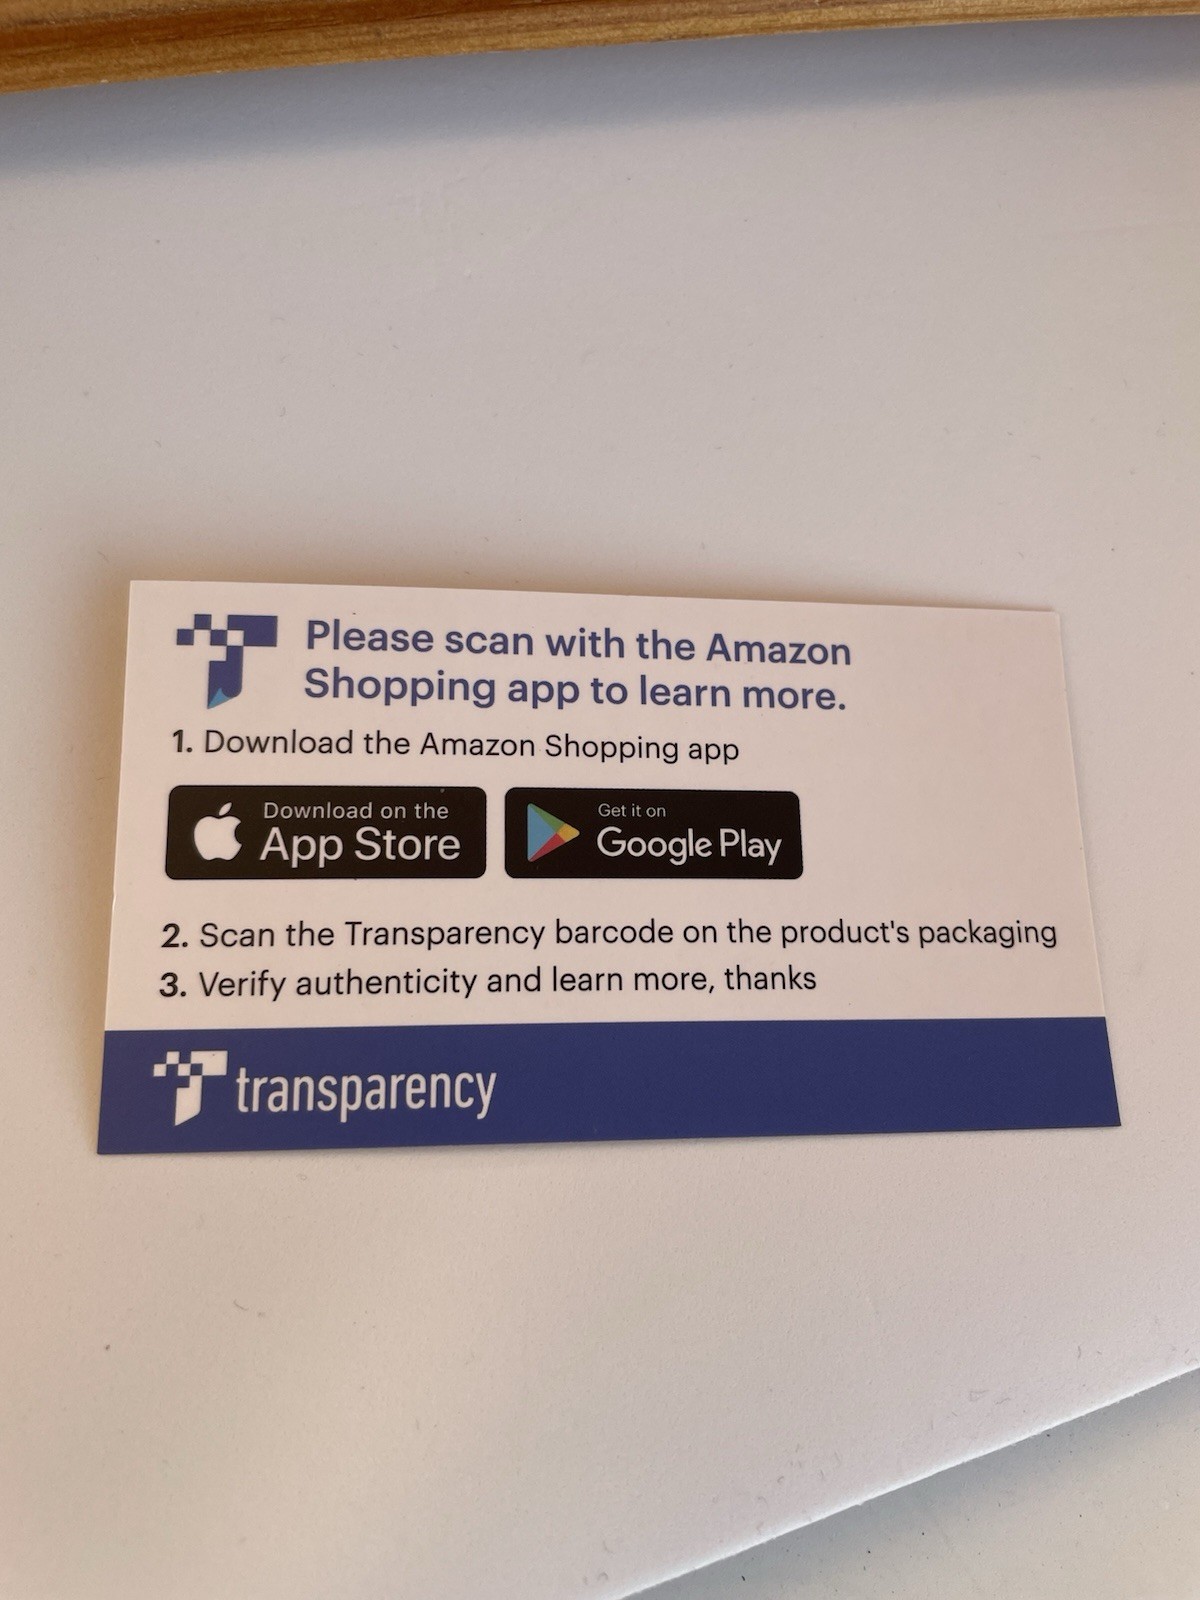 Please scan with the Amazon
Shopping app to learn more.
1. Download the Amazon Shopping app
Download on the
App Store
Get it on
Google Play
2. Scan the Transparency barcode on the product's packaging
3. Verify authenticity and learn more, thanks
transparency